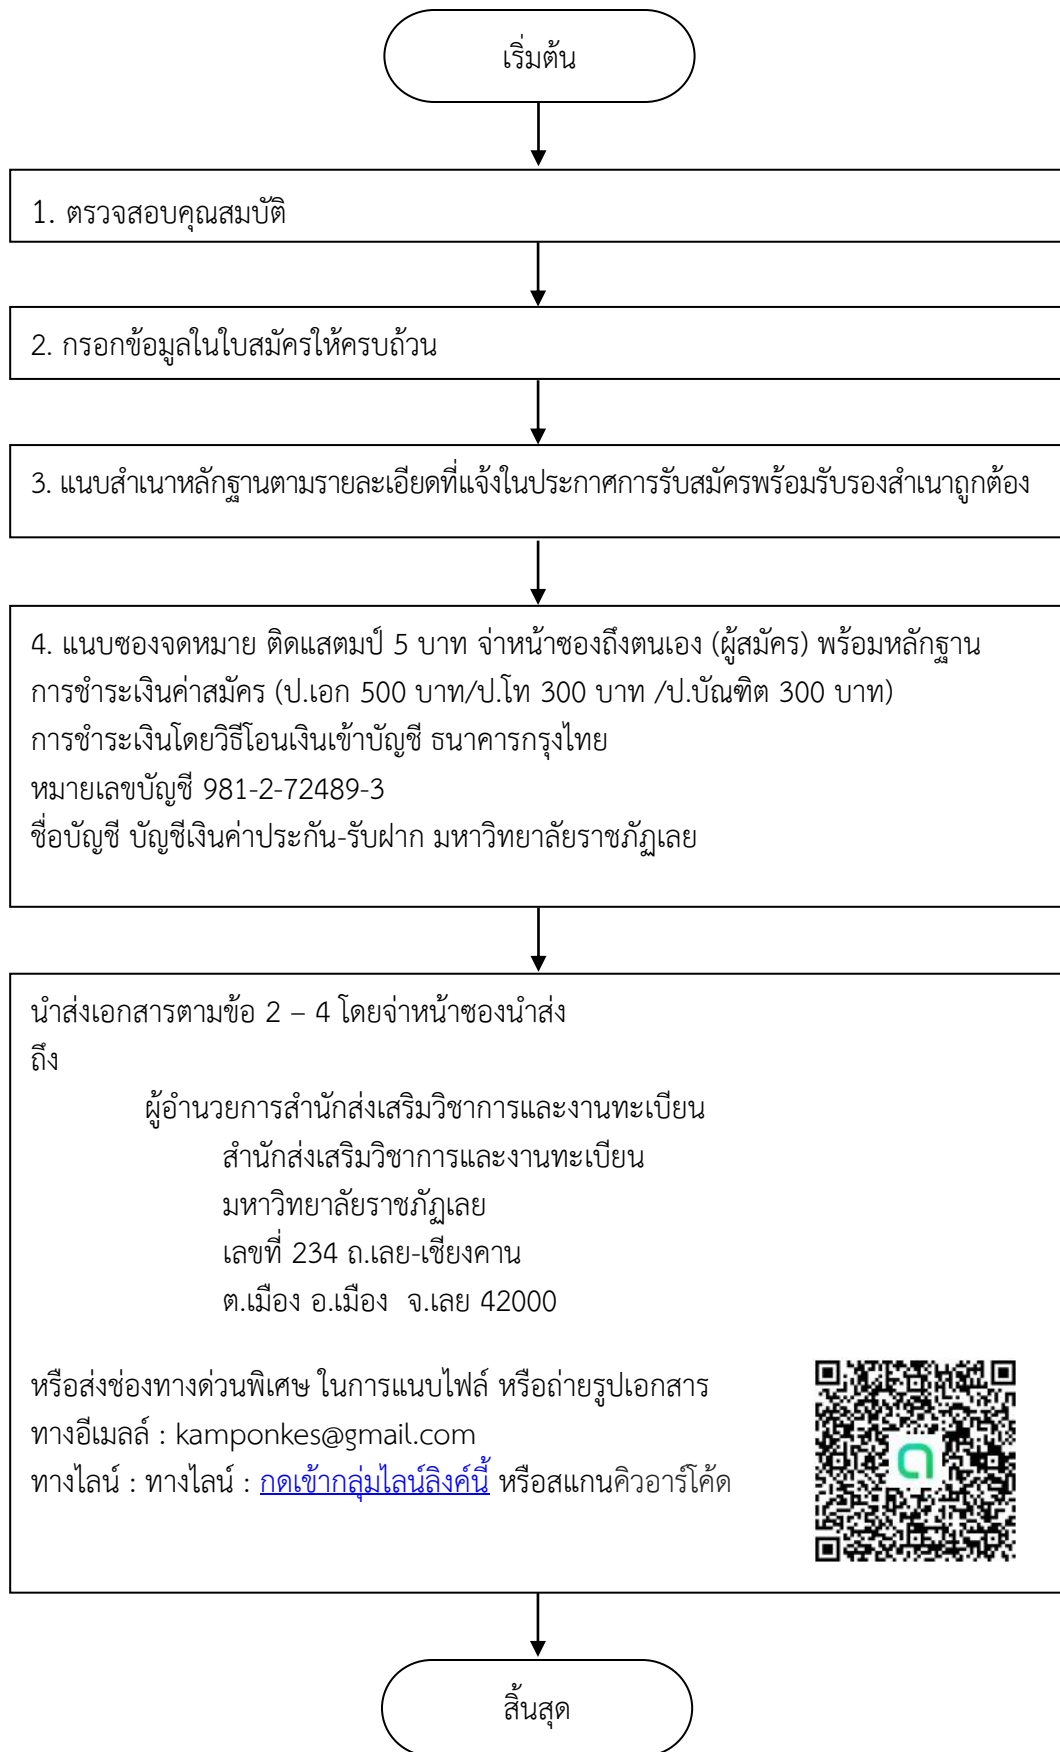 เริ่มต้น
1. ตรวจสอบคุณสมบัติ
2. กรอกข้อมูลในใบสมัครให้ครบถ้วน
3. แนบสำเนาหลักฐานตามรายละเอียดที่แจ้งในประกาศการรับสมัครพร้อมรับรองสำเนาถูกต้อง
4. แนบซองจดหมาย ติดแสตมป์ 5 บาท จ่าหน้าซองถึงตนเอง (ผู้สมัคร) พร้อมหลักฐาน
การชำระเงินค่าสมัคร (ป.เอก 500 บาท/ป.โท 300 บาท /ป.บัณฑิต 300 บาท)
การชำระเงินโดยวิธีโอนเงินเข้าบัญชี ธนาคารกรุงไทย
หมายเลขบัญชี 981-2-72489-3
ชื่อบัญชี บัญชีเงินค่าประกัน-รับฝาก มหาวิทยาลัยราชภัฏเลย
นำส่งเอกสารตามข้อ 2 – 4 โดยจ่าหน้าซองนำส่ง
ถึง
ผู้อำนวยการสำนักส่งเสริมวิชาการและงานทะเบียน
สำนักส่งเสริมวิชาการและงานทะเบียน
มหาวิทยาลัยราชภัฏเลย
เลขที่ 234 ถ.เลย-เชียงคาน
ต.เมือง อ.เมือง  จ.เลย 42000
หรือส่งช่องทางด่วนพิเศษ ในการแนบไฟล์ หรือถ่ายรูปเอกสาร
ทางอีเมลล์ : kamponkes@gmail.com
ทางไลน์ : ทางไลน์ : กดเข้ากลุ่มไลน์ลิงค์นี้ หรือสแกนคิวอาร์โค้ด
สิ้นสุด